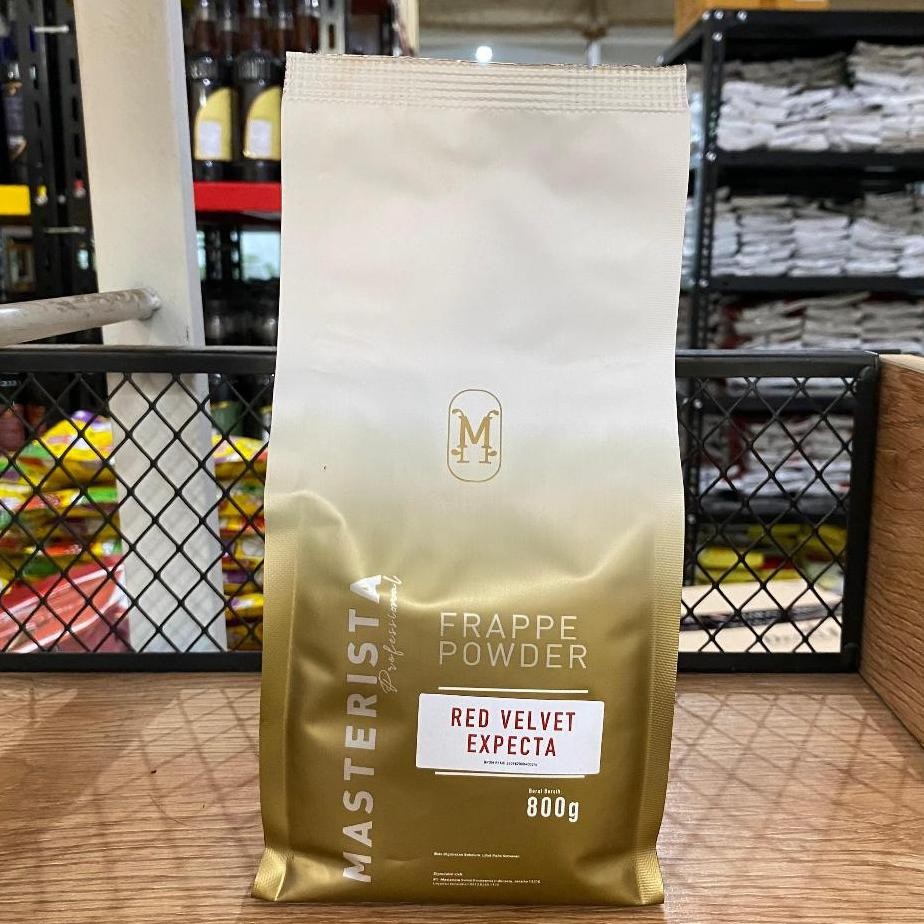 M
MASTERISTA
Professional
FRAPPE
POWDER
RED VELVET
EXPECTA
Berat Bersih
800g